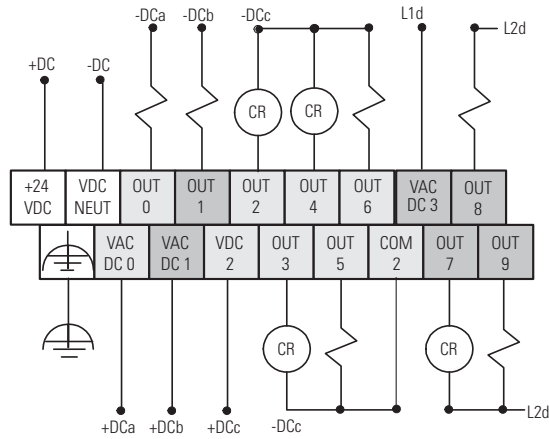 -DCa -DCb -DCc L1d
L2d
+DC -DC
CR CR
+24 VDC OUT OUT OUT OUT OUT VAC OUT
VDC NEUT 0 1 2 4 6 DC 3 8
VAC VAC VDC OUT OUT COM OUT OUT
DC 0 DC 1 2 3 5 2 7 9
CR CR
+DCa +DCb +DCc -DCc L2d